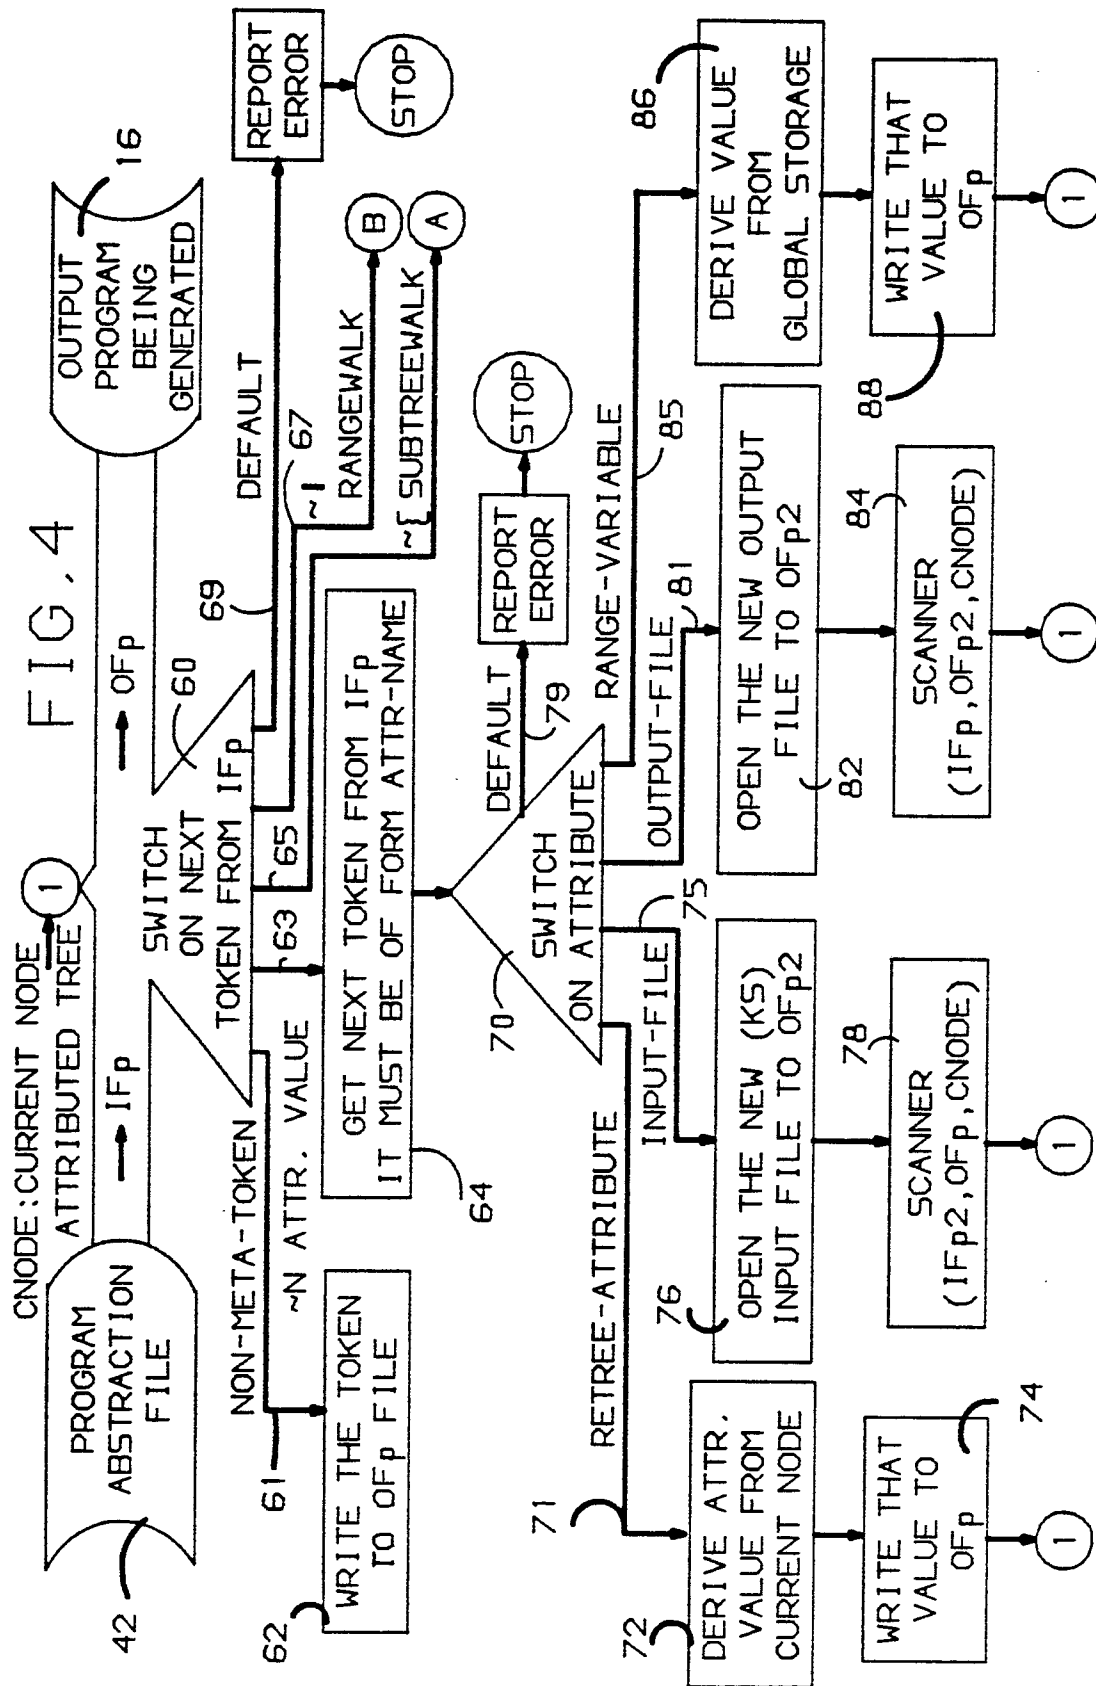 FIG. 4
CNODE:CURRENT NODE
ATTRIBUTED TREE
1
PROGRAM
ABSTRACTION
FILE
42
IFp
OFp
OUTPUT
PROGRAM
BEING
GENERATED
16
SWITCH
ON NEXT
TOKEN FROM IFp
60
NON-META-TOKEN
61
WRITE THE TOKEN
TO OFp FILE
62
~N ATTR. VALUE
63
65
~{ SUBTREEWALK
A
67
~I RANGEWALK
B
69
DEFAULT
REPORT
ERROR
STOP
GET NEXT TOKEN FROM IFp
IT MUST BE OF FORM ATTR-NAME
64
SWITCH
ON ATTRIBUTE
70
DEFAULT
79
REPORT
ERROR
STOP
RETREE-ATTRIBUTE
71
INPUT-FILE
75
OUTPUT-FILE
81
RANGE-VARIABLE
85
DERIVE ATTR.
VALUE FROM
CURRENT NODE
72
WRITE THAT
VALUE TO
OFp
74
1
OPEN THE NEW (KS)
INPUT FILE TO OFp2
76
SCANNER
(IFp2,OFp,CNODE)
78
1
OPEN THE NEW OUTPUT
FILE TO OFp2
82
SCANNER
(IFp,OFp2,CNODE)
84
1
DERIVE VALUE
FROM
GLOBAL STORAGE
86
WRITE THAT
VALUE TO
OFp
88
1